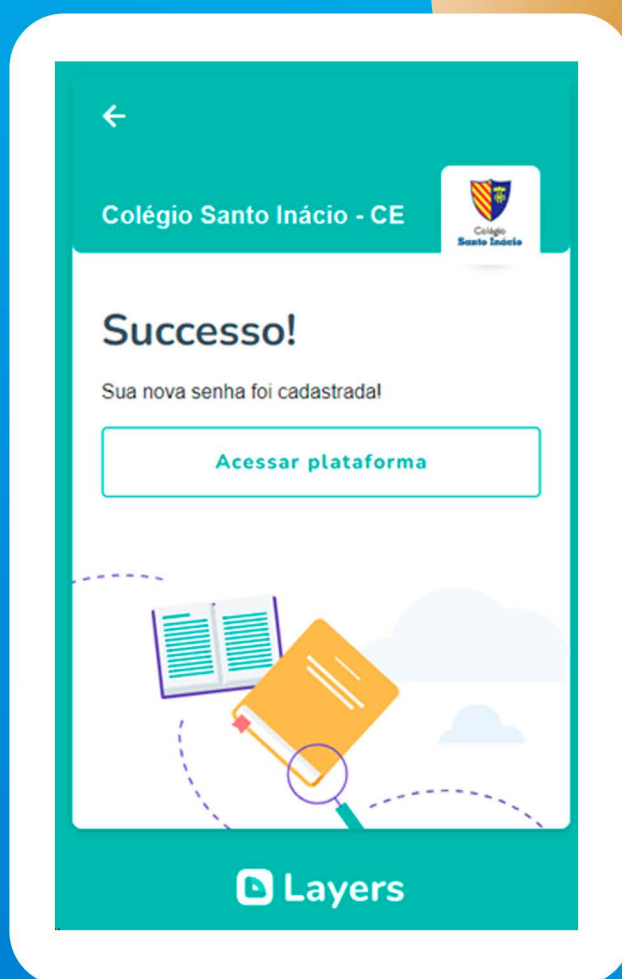 Colégio Santo Inácio - CE
Colégio
Santo Inácio
Successo!
Sua nova senha foi cadastrada!
Acessar plataforma
Layers